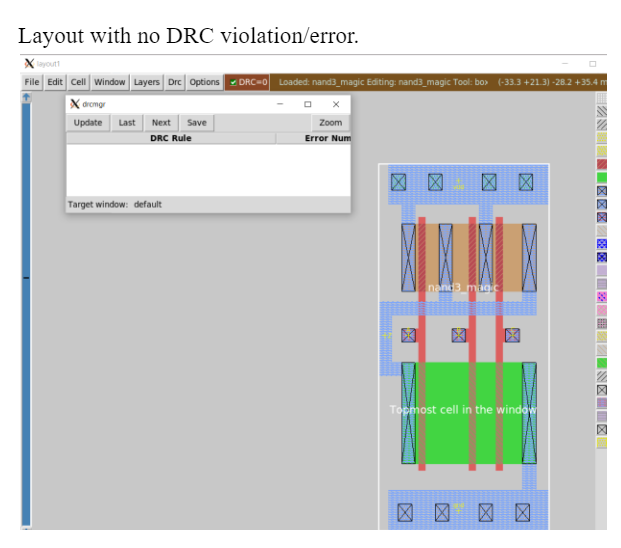 Layout with no DRC violation/error.
layout1
File Edit Cell Window Layers Drc Options DRC=0 Loaded: nand3_magic Editing: nand3_magic Tool: box (-33.3 +21.3) -28.2 +35.4 m
drcmgr
Update Last Next Save Zoom
DRC Rule Error Num
Target window: default
nand3_magic
Topmost cell in the window